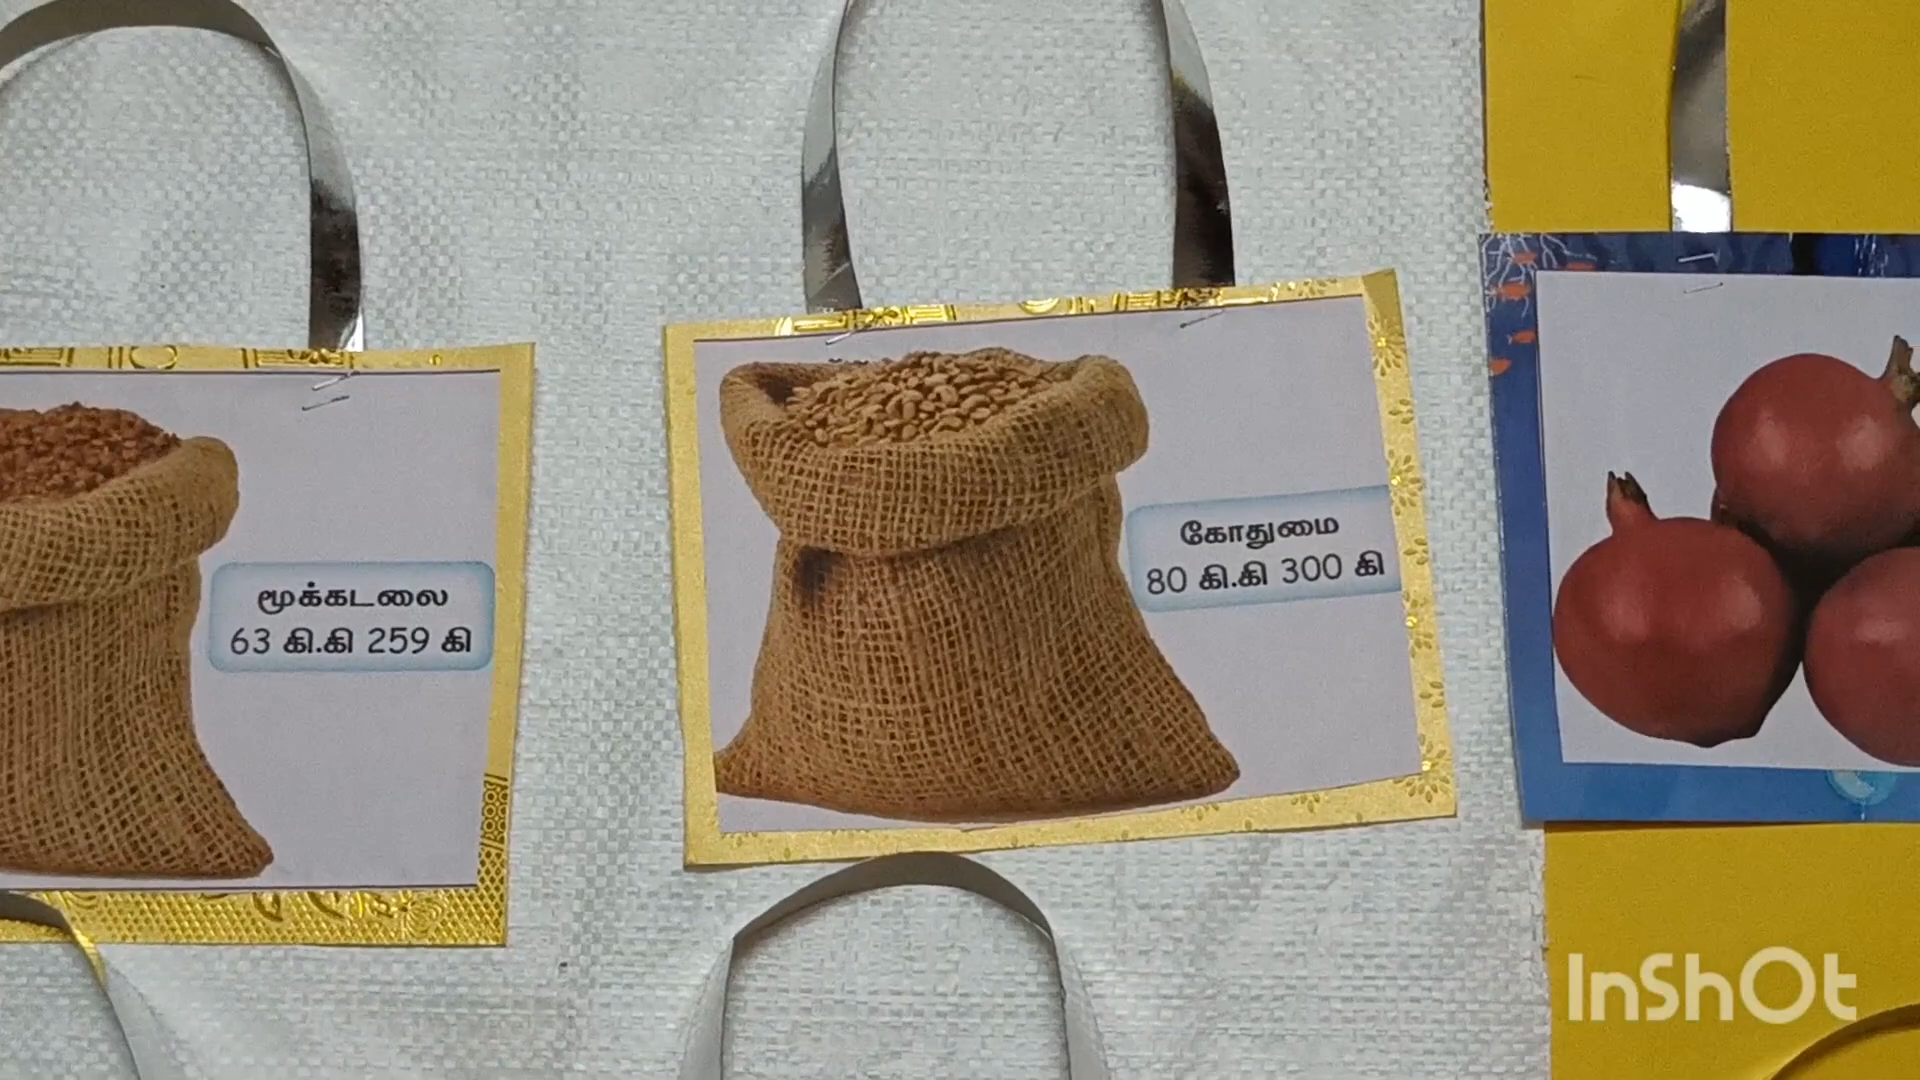 மூக்கடலை
63 கி.கி 259 கி
கோதுமை
80 கி.கி 300 கி
InShOt